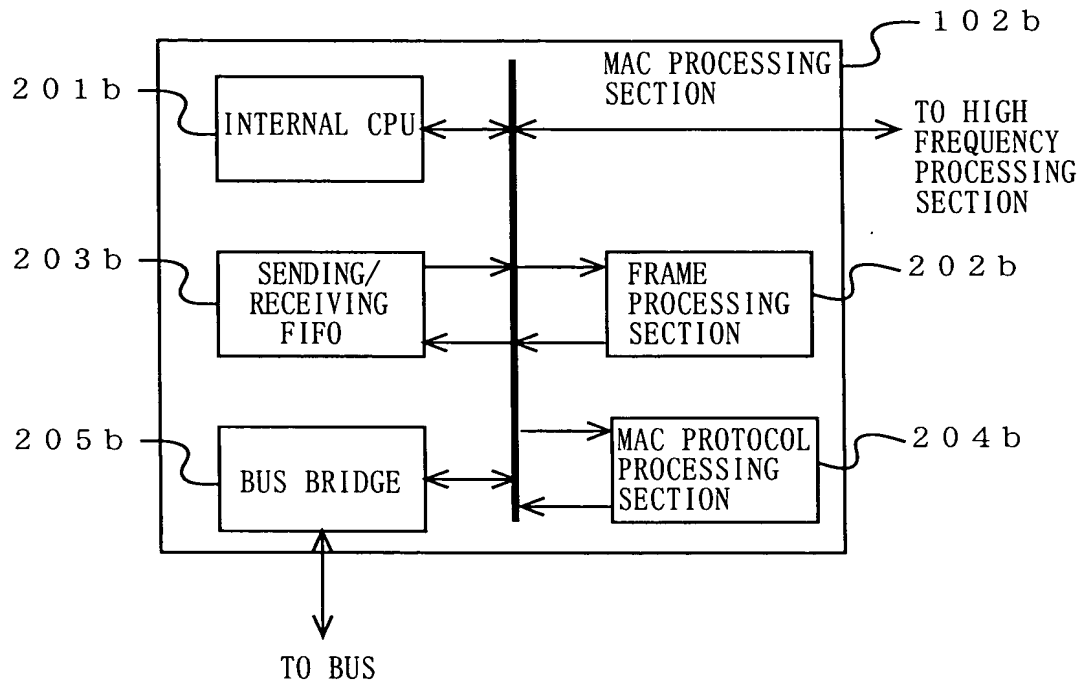 102b
MAC PROCESSING
SECTION
201b
INTERNAL CPU
TO HIGH
FREQUENCY
PROCESSING
SECTION
203b
SENDING/
RECEIVING
FIFO
FRAME
PROCESSING
SECTION
202b
205b
BUS BRIDGE
MAC PROTOCOL
PROCESSING
SECTION
204b
TO BUS